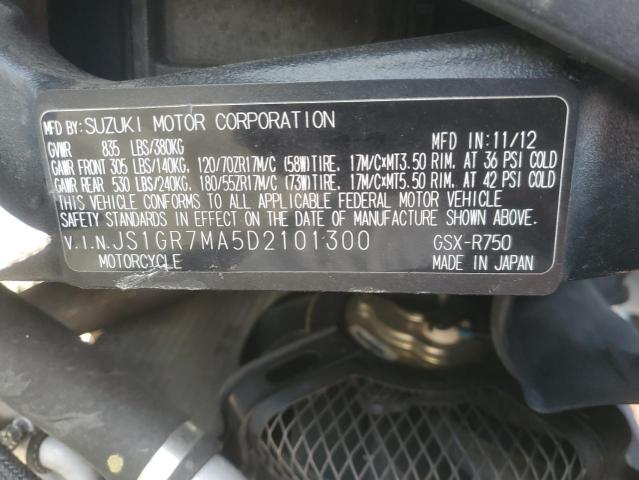 MFD BY: SUZUKI MOTOR CORPORATION
GVWR 835 LBS/380KG MFD IN: 11/12
GAWR FRONT 305 LBS/140KG, 120/70ZR17M/C (58W) TIRE, 17M/C×MT3.50 RIM, AT 36 PSI COLD
GAWR REAR 530 LBS/240KG, 180/55ZR17M/C (73W) TIRE, 17M/C×MT5.50 RIM, AT 42 PSI COLD
THIS VEHICLE CONFORMS TO ALL APPLICABLE FEDERAL MOTOR VEHICLE
SAFETY STANDARDS IN EFFECT ON THE DATE OF MANUFACTURE SHOWN ABOVE.
V.I.N. JS1GR7MA5D2101300 GSX-R750
MOTORCYCLE MADE IN JAPAN